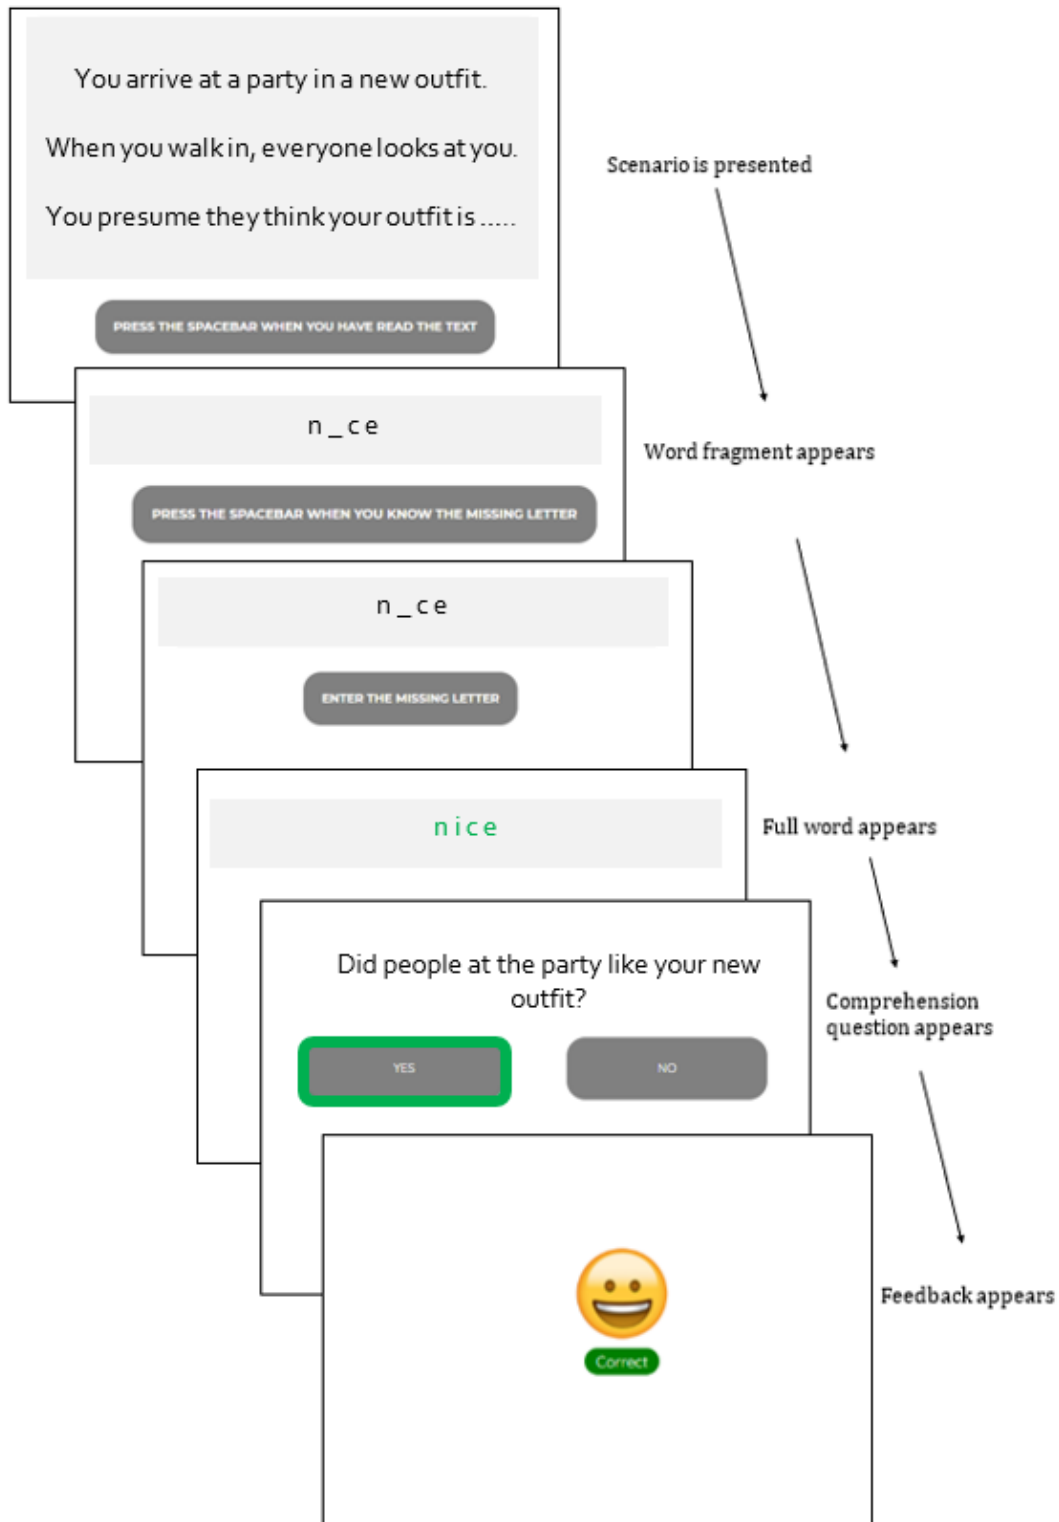 You arrive at a party in a new outfit.
When you walk in, everyone looks at you.
You presume they think your outfit is .....
PRESS THE SPACEBAR WHEN YOU HAVE READ THE TEXT
Scenario is presented
n _ c e
PRESS THE SPACEBAR WHEN YOU KNOW THE MISSING LETTER
Word fragment appears
n _ c e
ENTER THE MISSING LETTER
n i c e
Full word appears
Did people at the party like your new
outfit?
YES
NO
Comprehension
question appears
Correct
Feedback appears